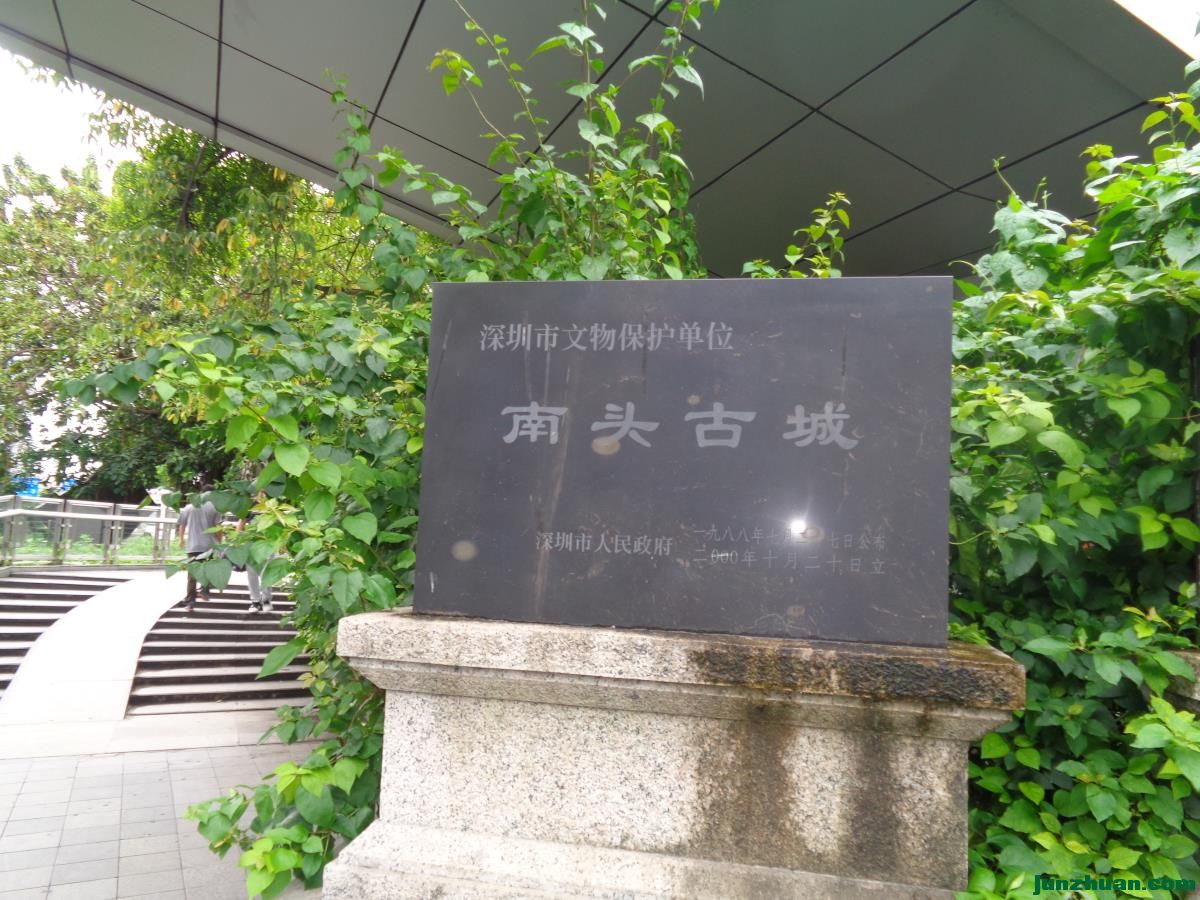 深圳市文物保护单位
南头古城
深圳市人民政府
一九八八年七月 七日公布
二000年十月二十日立
junzhuan.com